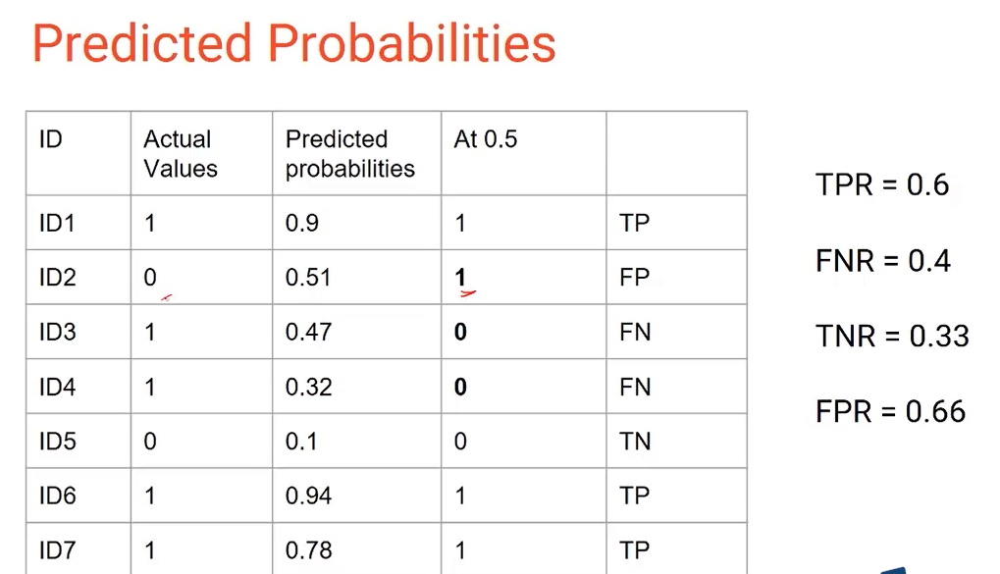 Predicted Probabilities
ID Actual Values Predicted probabilities At 0.5
ID1 1 0.9 1 TP
ID2 0 0.51 1 FP
ID3 1 0.47 0 FN
ID4 1 0.32 0 FN
ID5 0 0.1 0 TN
ID6 1 0.94 1 TP
ID7 1 0.78 1 TP
TPR = 0.6
FNR = 0.4
TNR = 0.33
FPR = 0.66